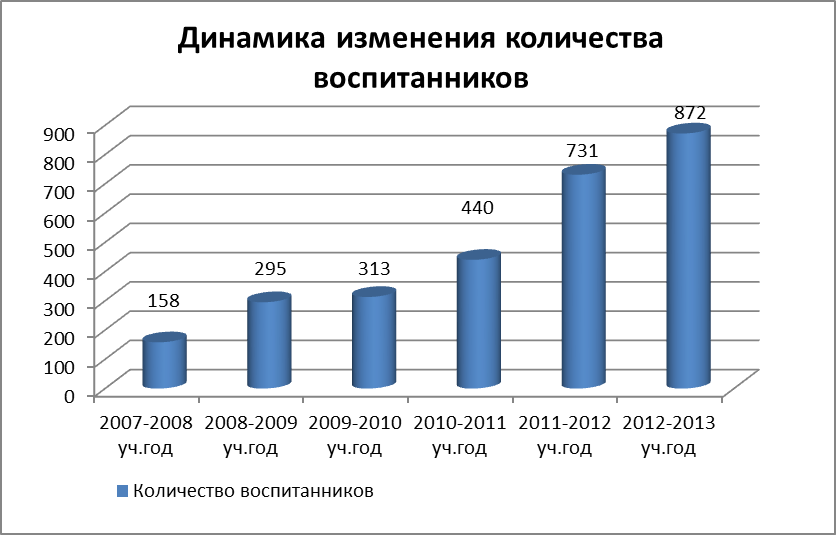 Динамика изменения количества
воспитанников
900
800
700
600
500
400
300
200
100
0
158
295
313
440
731
872
2007-2008
уч.год
2008-2009
уч.год
2009-2010
уч.год
2010-2011
уч.год
2011-2012
уч.год
2012-2013
уч.год
Количество воспитанников